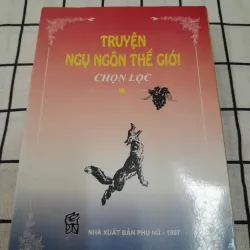 TRUYỆN
NGỤ NGÔN THẾ GIỚI
CHỌN LỌC
NHÀ XUẤT BẢN PHỤ NỮ - 1997